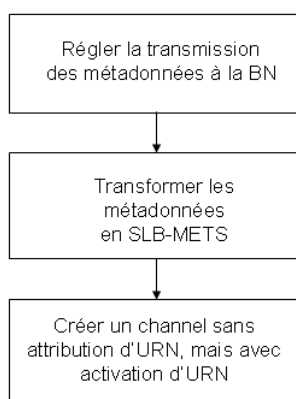 Régler la transmission
des métadonnées à la BN
Transformer les
métadonnées
en SLB-METS
Créer un channel sans
attribution d'URN, mais avec
activation d'URN